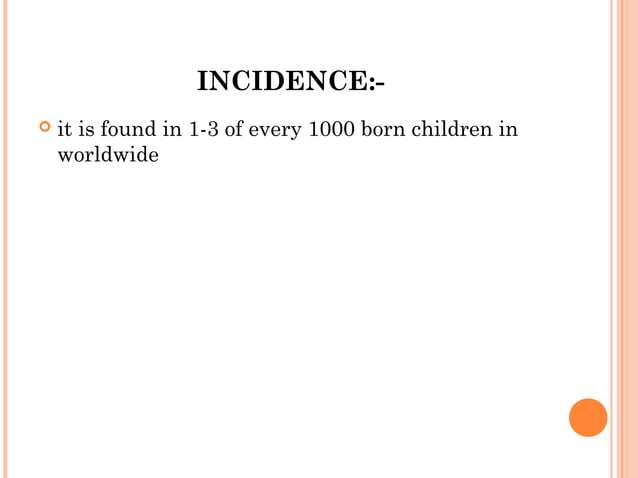 INCIDENCE:-
it is found in 1-3 of every 1000 born children in
worldwide